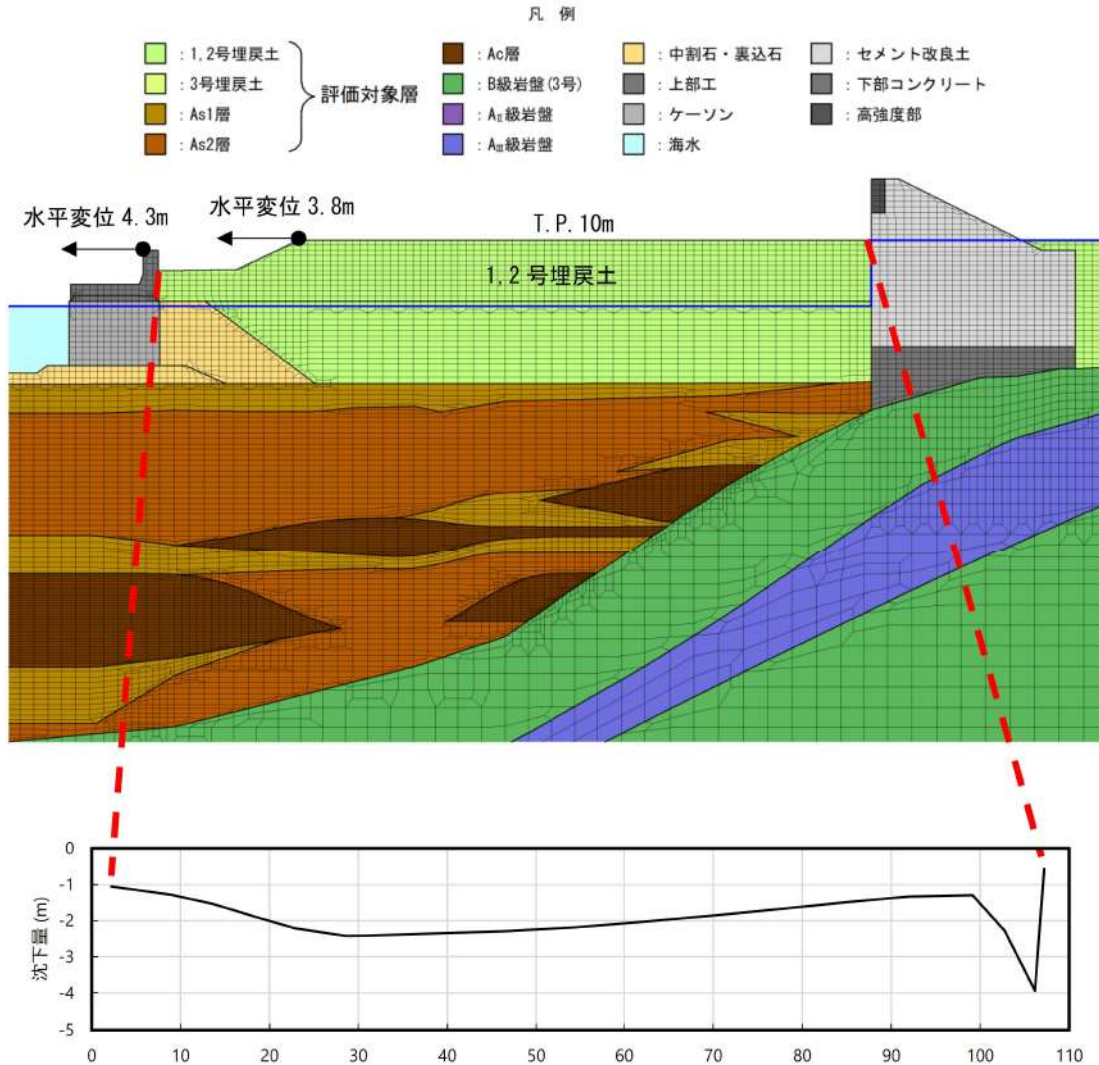 凡 例
: 1,2号埋戻土
: 3号埋戻土
: As1層
: As2層
評価対象層
: Ac層
: B級岩盤(3号)
: AⅡ級岩盤
: AⅢ級岩盤
: 中割石・裏込石
: 上部工
: ケーソン
: 海水
: セメント改良土
: 下部コンクリート
: 高強度部
水平変位 4.3m
水平変位 3.8m
T.P.10m
1,2 号埋戻土
沈下量 (m)
0
-1
-2
-3
-4
-5
0 10 20 30 40 50 60 70 80 90 100 110